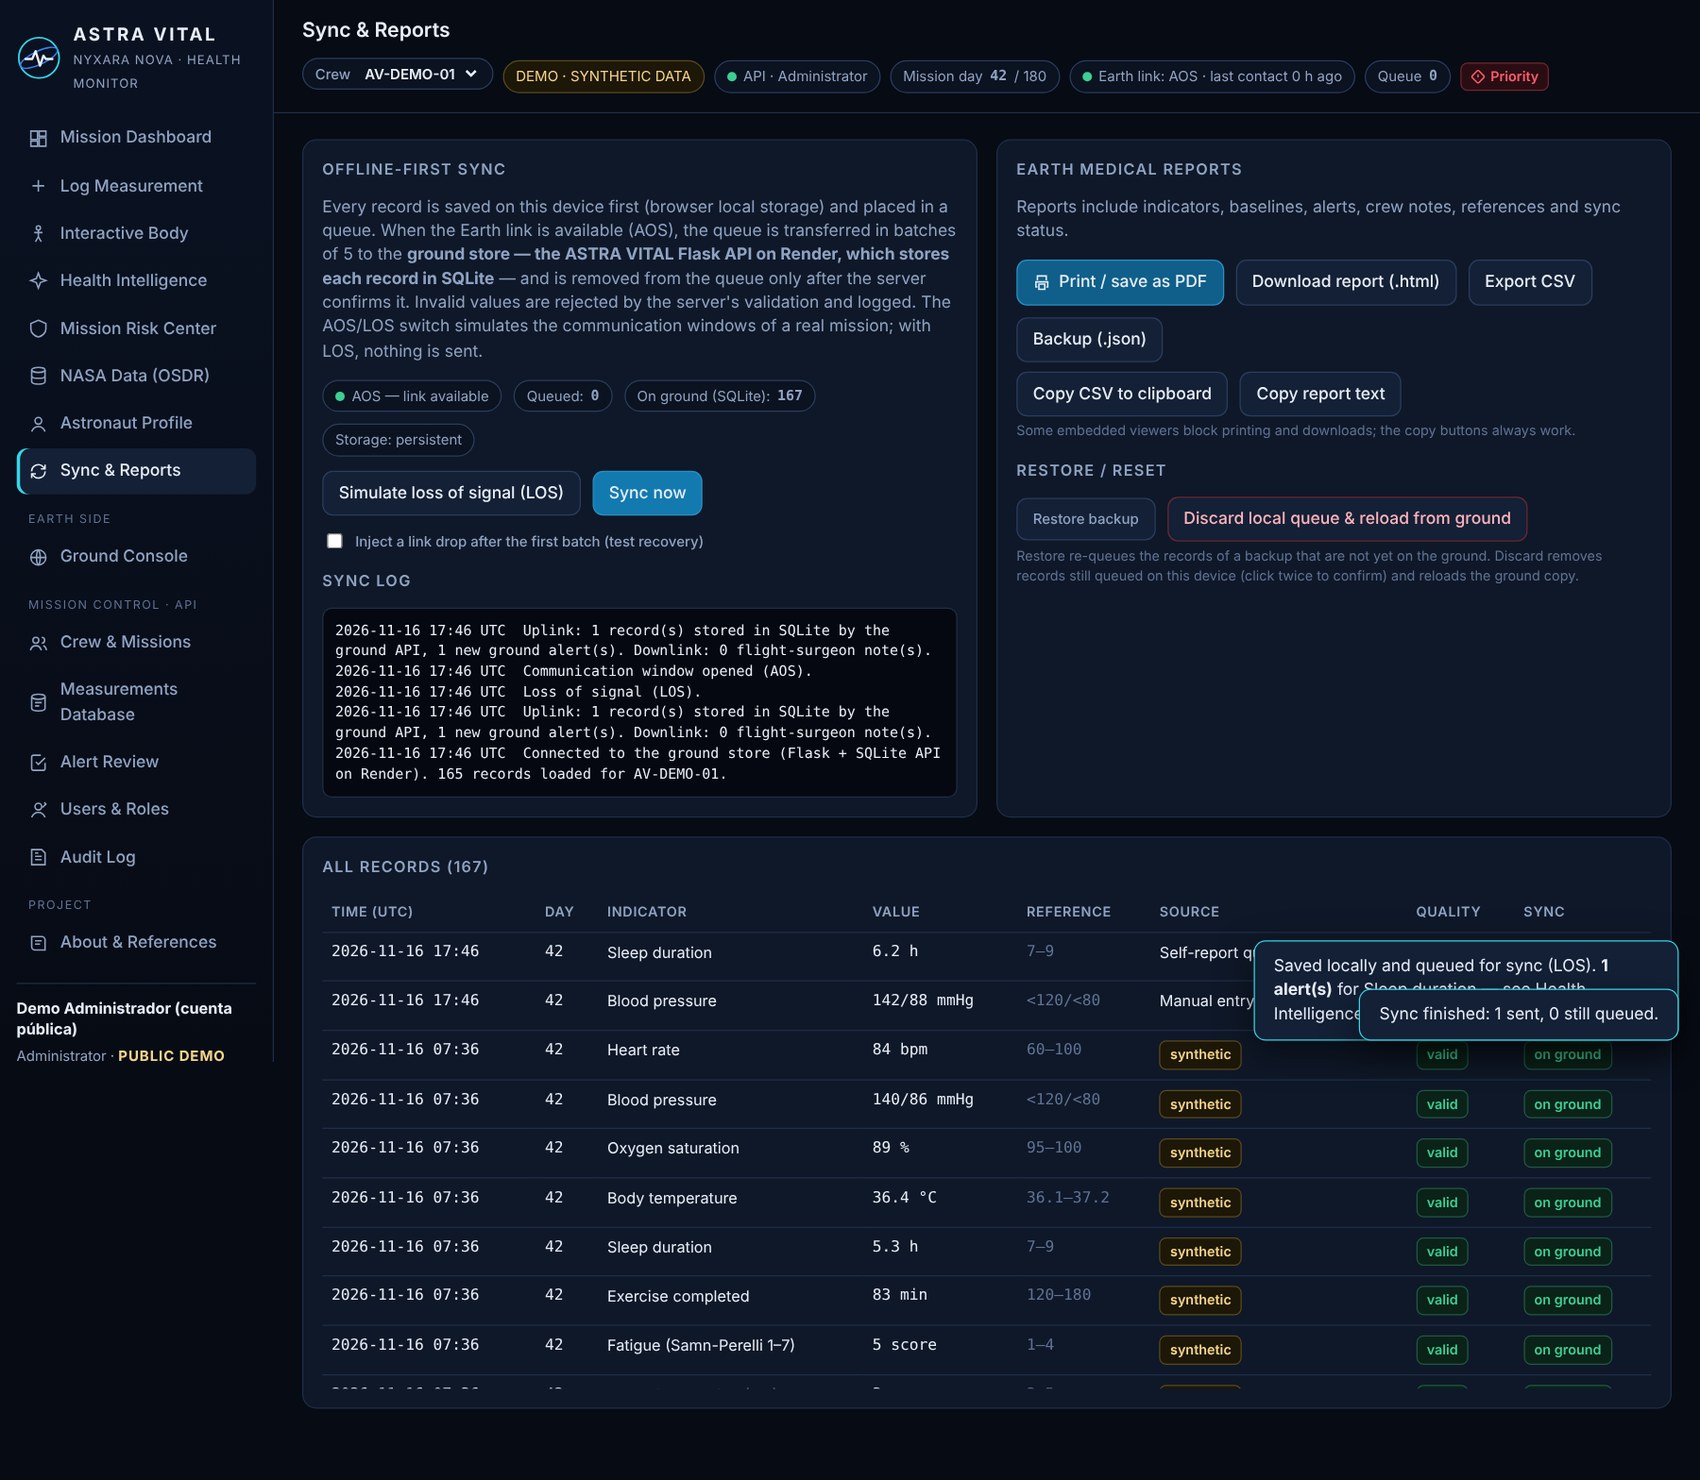 ASTRA VITAL
NYXARA NOVA · HEALTH
MONITOR
Mission Dashboard
Log Measurement
Interactive Body
Health Intelligence
Mission Risk Center
NASA Data (OSDR)
Astronaut Profile
Sync & Reports
EARTH SIDE
Ground Console
MISSION CONTROL · API
Crew & Missions
Measurements
Database
Alert Review
Users & Roles
Audit Log
PROJECT
About & References
Demo Administrador (cuenta
pública)
Administrator · PUBLIC DEMO
Sync & Reports
Crew AV-DEMO-01
DEMO · SYNTHETIC DATA
API · Administrator
Mission day 42 / 180
Earth link: AOS · last contact 0 h ago
Queue 0
Priority
OFFLINE-FIRST SYNC
Every record is saved on this device first (browser local storage) and placed in a
queue. When the Earth link is available (AOS), the queue is transferred in batches
of 5 to the ground store — the ASTRA VITAL Flask API on Render, which stores
each record in SQLite — and is removed from the queue only after the server
confirms it. Invalid values are rejected by the server's validation and logged. The
AOS/LOS switch simulates the communication windows of a real mission; with
LOS, nothing is sent.
AOS — link available
Queued: 0
On ground (SQLite): 167
Storage: persistent
Simulate loss of signal (LOS)
Sync now
Inject a link drop after the first batch (test recovery)
SYNC LOG
2026-11-16 17:46 UTC Uplink: 1 record(s) stored in SQLite by the
ground API, 1 new ground alert(s). Downlink: 0 flight-surgeon note(s).
2026-11-16 17:46 UTC Communication window opened (AOS).
2026-11-16 17:46 UTC Loss of signal (LOS).
2026-11-16 17:46 UTC Uplink: 1 record(s) stored in SQLite by the
ground API, 1 new ground alert(s). Downlink: 0 flight-surgeon note(s).
2026-11-16 17:46 UTC Connected to the ground store (Flask + SQLite API
on Render). 165 records loaded for AV-DEMO-01.
EARTH MEDICAL REPORTS
Reports include indicators, baselines, alerts, crew notes, references and sync
status.
Print / save as PDF
Download report (.html)
Export CSV
Backup (.json)
Copy CSV to clipboard
Copy report text
Some embedded viewers block printing and downloads; the copy buttons always work.
RESTORE / RESET
Restore backup
Discard local queue & reload from ground
Restore re-queues the records of a backup that are not yet on the ground. Discard removes
records still queued on this device (click twice to confirm) and reloads the ground copy.
ALL RECORDS (167)
TIME (UTC) DAY INDICATOR VALUE REFERENCE SOURCE QUALITY SYNC
2026-11-16 17:46 42 Sleep duration 6.2 h 7–9 Self-report
2026-11-16 17:46 42 Blood pressure 142/88 mmHg <120/<80 Manual entry
Saved locally and queued for sync (LOS). 1
alert(s) for Sleep duration — see Health
Intelligence
Sync finished: 1 sent, 0 still queued.
2026-11-16 07:36 42 Heart rate 84 bpm 60–100 synthetic valid on ground
2026-11-16 07:36 42 Blood pressure 140/86 mmHg <120/<80 synthetic valid on ground
2026-11-16 07:36 42 Oxygen saturation 89 % 95–100 synthetic valid on ground
2026-11-16 07:36 42 Body temperature 36.4 °C 36.1–37.2 synthetic valid on ground
2026-11-16 07:36 42 Sleep duration 5.3 h 7–9 synthetic valid on ground
2026-11-16 07:36 42 Exercise completed 83 min 120–180 synthetic valid on ground
2026-11-16 07:36 42 Fatigue (Samn-Perelli 1–7) 5 score 1–4 synthetic valid on ground